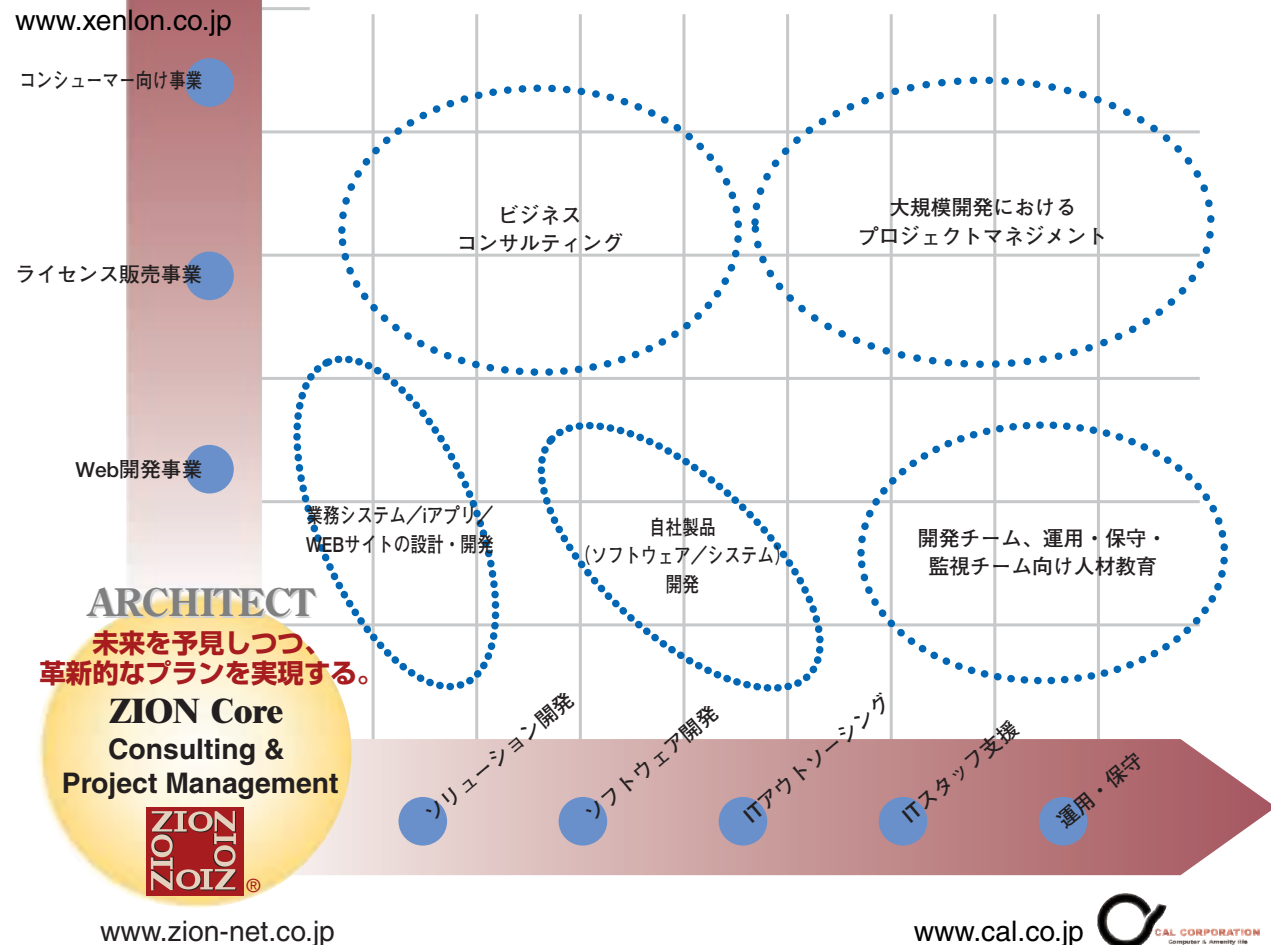 www.xenlon.co.jp
コンシューマー向け事業
ライセンス販売事業
Web開発事業
ビジネス
コンサルティング
大規模開発における
プロジェクトマネジメント
業務システム／iアプリ／
WEBサイトの設計・開発
自社製品
(ソフトウェア／システム)
開発
開発チーム、運用・保守・
監視チーム向け人材教育
ARCHITECT
未来を予見しつつ、
革新的なプランを実現する。
ZION Core
Consulting &
Project Management
ZION
ZION
ZION
ZION
®
ソリューション開発
ソフトウェア開発
ITアウトソーシング
ITスタッフ支援
運用・保守
www.zion-net.co.jp
www.cal.co.jp
CAL CORPORATION
Computer & Amenity life